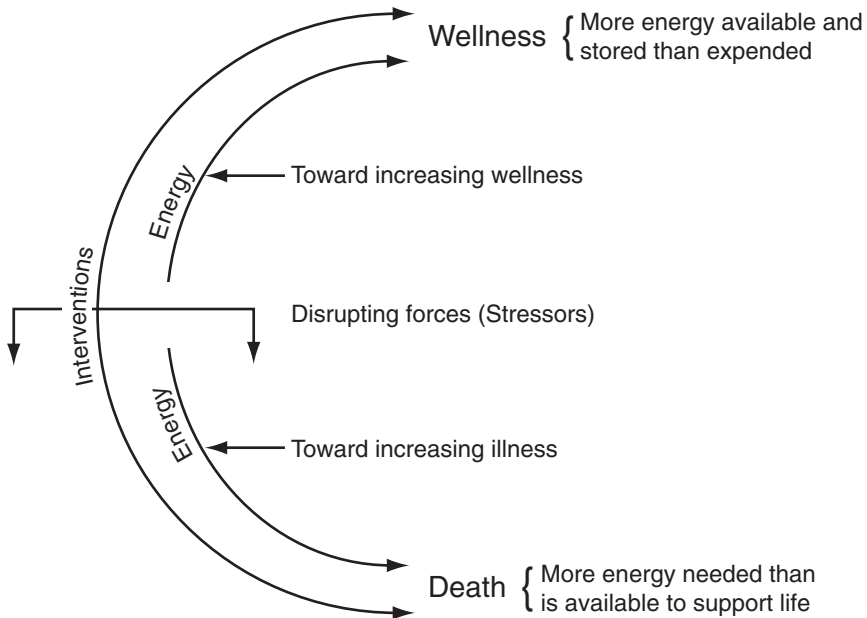 Wellness
More energy available and
stored than expended
Energy
Toward increasing wellness
Interventions
Disrupting forces (Stressors)
Energy
Toward increasing illness
Death
More energy needed than
is available to support life